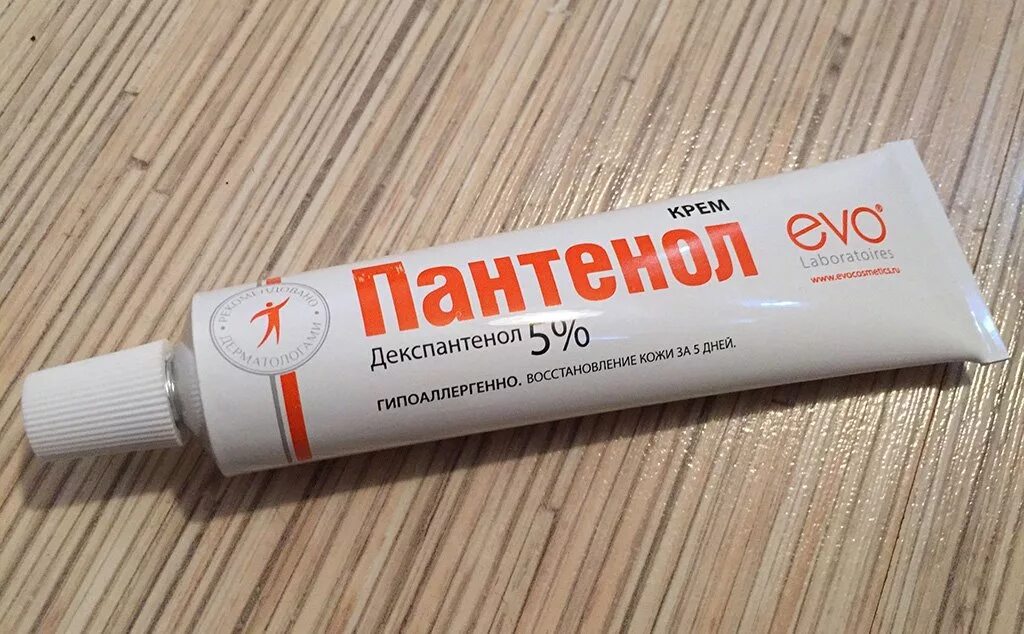 КРЕМ
Пантенол
Декспантенол 5%
ГИПОАЛЛЕРГЕННО. ВОССТАНОВЛЕНИЕ КОЖИ ЗА 5 ДНЕЙ.
evo®
Laboratoires
www.evocosmetics.ru
РЕКОМЕНДОВАНО
ДЕРМАТОЛОГАМИ